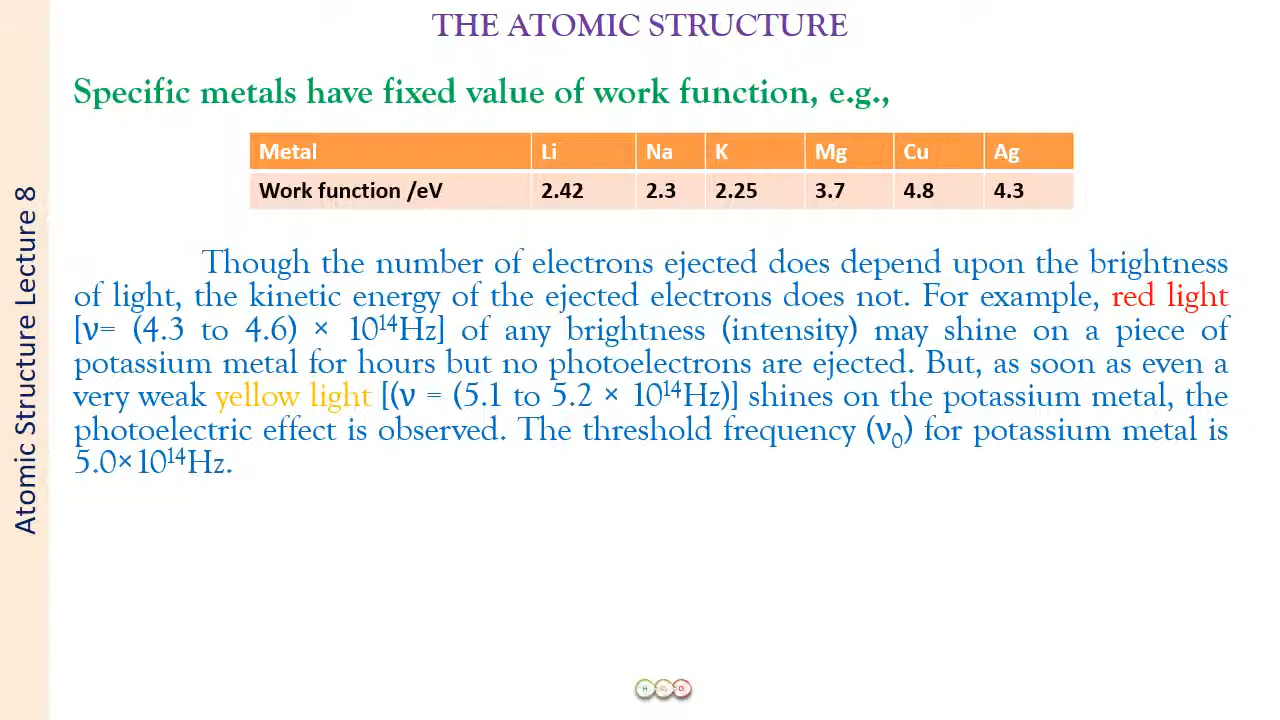 THE ATOMIC STRUCTURE
Specific metals have fixed value of work function, e.g.,
Metal Li Na K Mg Cu Ag
Work function /eV 2.42 2.3 2.25 3.7 4.8 4.3
Though the number of electrons ejected does depend upon the brightness
of light, the kinetic energy of the ejected electrons does not. For example, red light
[ν= (4.3 to 4.6) × 10¹⁴Hz] of any brightness (intensity) may shine on a piece of
potassium metal for hours but no photoelectrons are ejected. But, as soon as even a
very weak yellow light [(ν = (5.1 to 5.2 × 10¹⁴Hz)] shines on the potassium metal, the
photoelectric effect is observed. The threshold frequency (ν₀) for potassium metal is
5.0×10¹⁴Hz.
Atomic Structure Lecture 8
H BS D